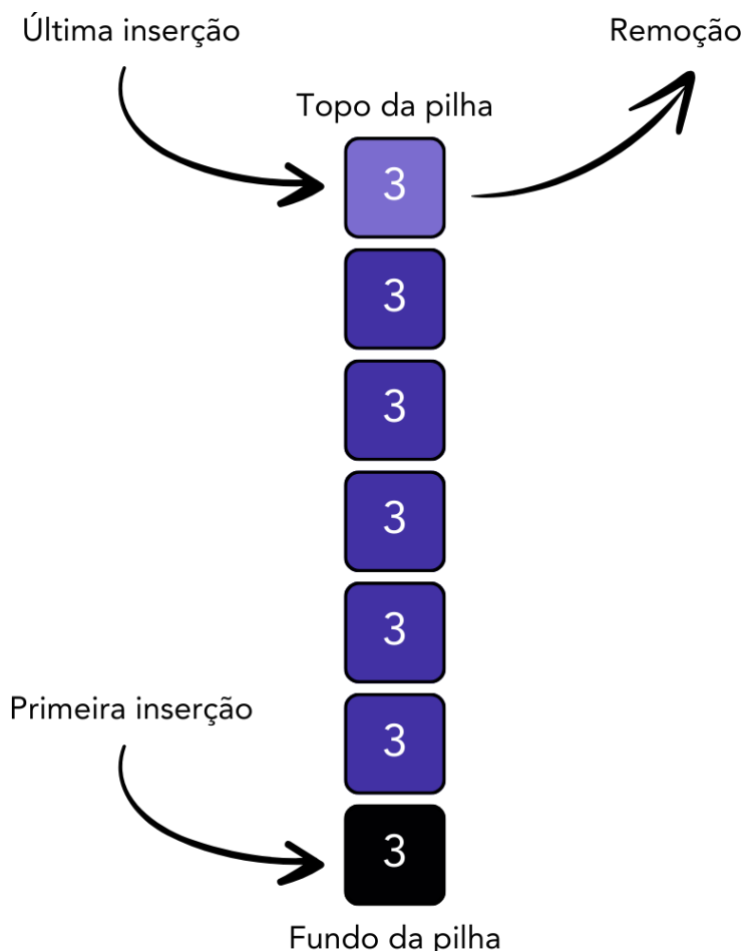 Última inserção
Remoção
Topo da pilha
3
3
3
3
3
3
Primeira inserção
3
Fundo da pilha